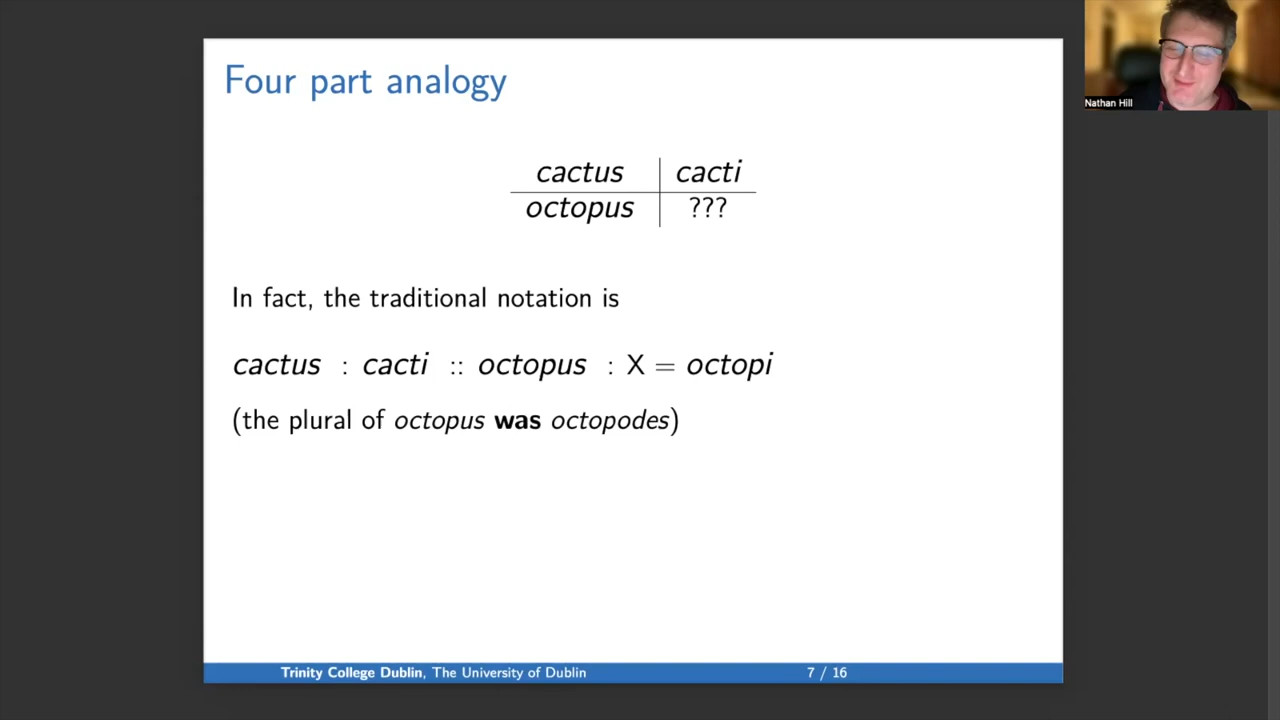 Four part analogy
cactus cacti
octopus ???
In fact, the traditional notation is
cactus : cacti :: octopus : X = octopi
(the plural of octopus was octopodes)
Trinity College Dublin, The University of Dublin 7 / 16
Nathan Hill